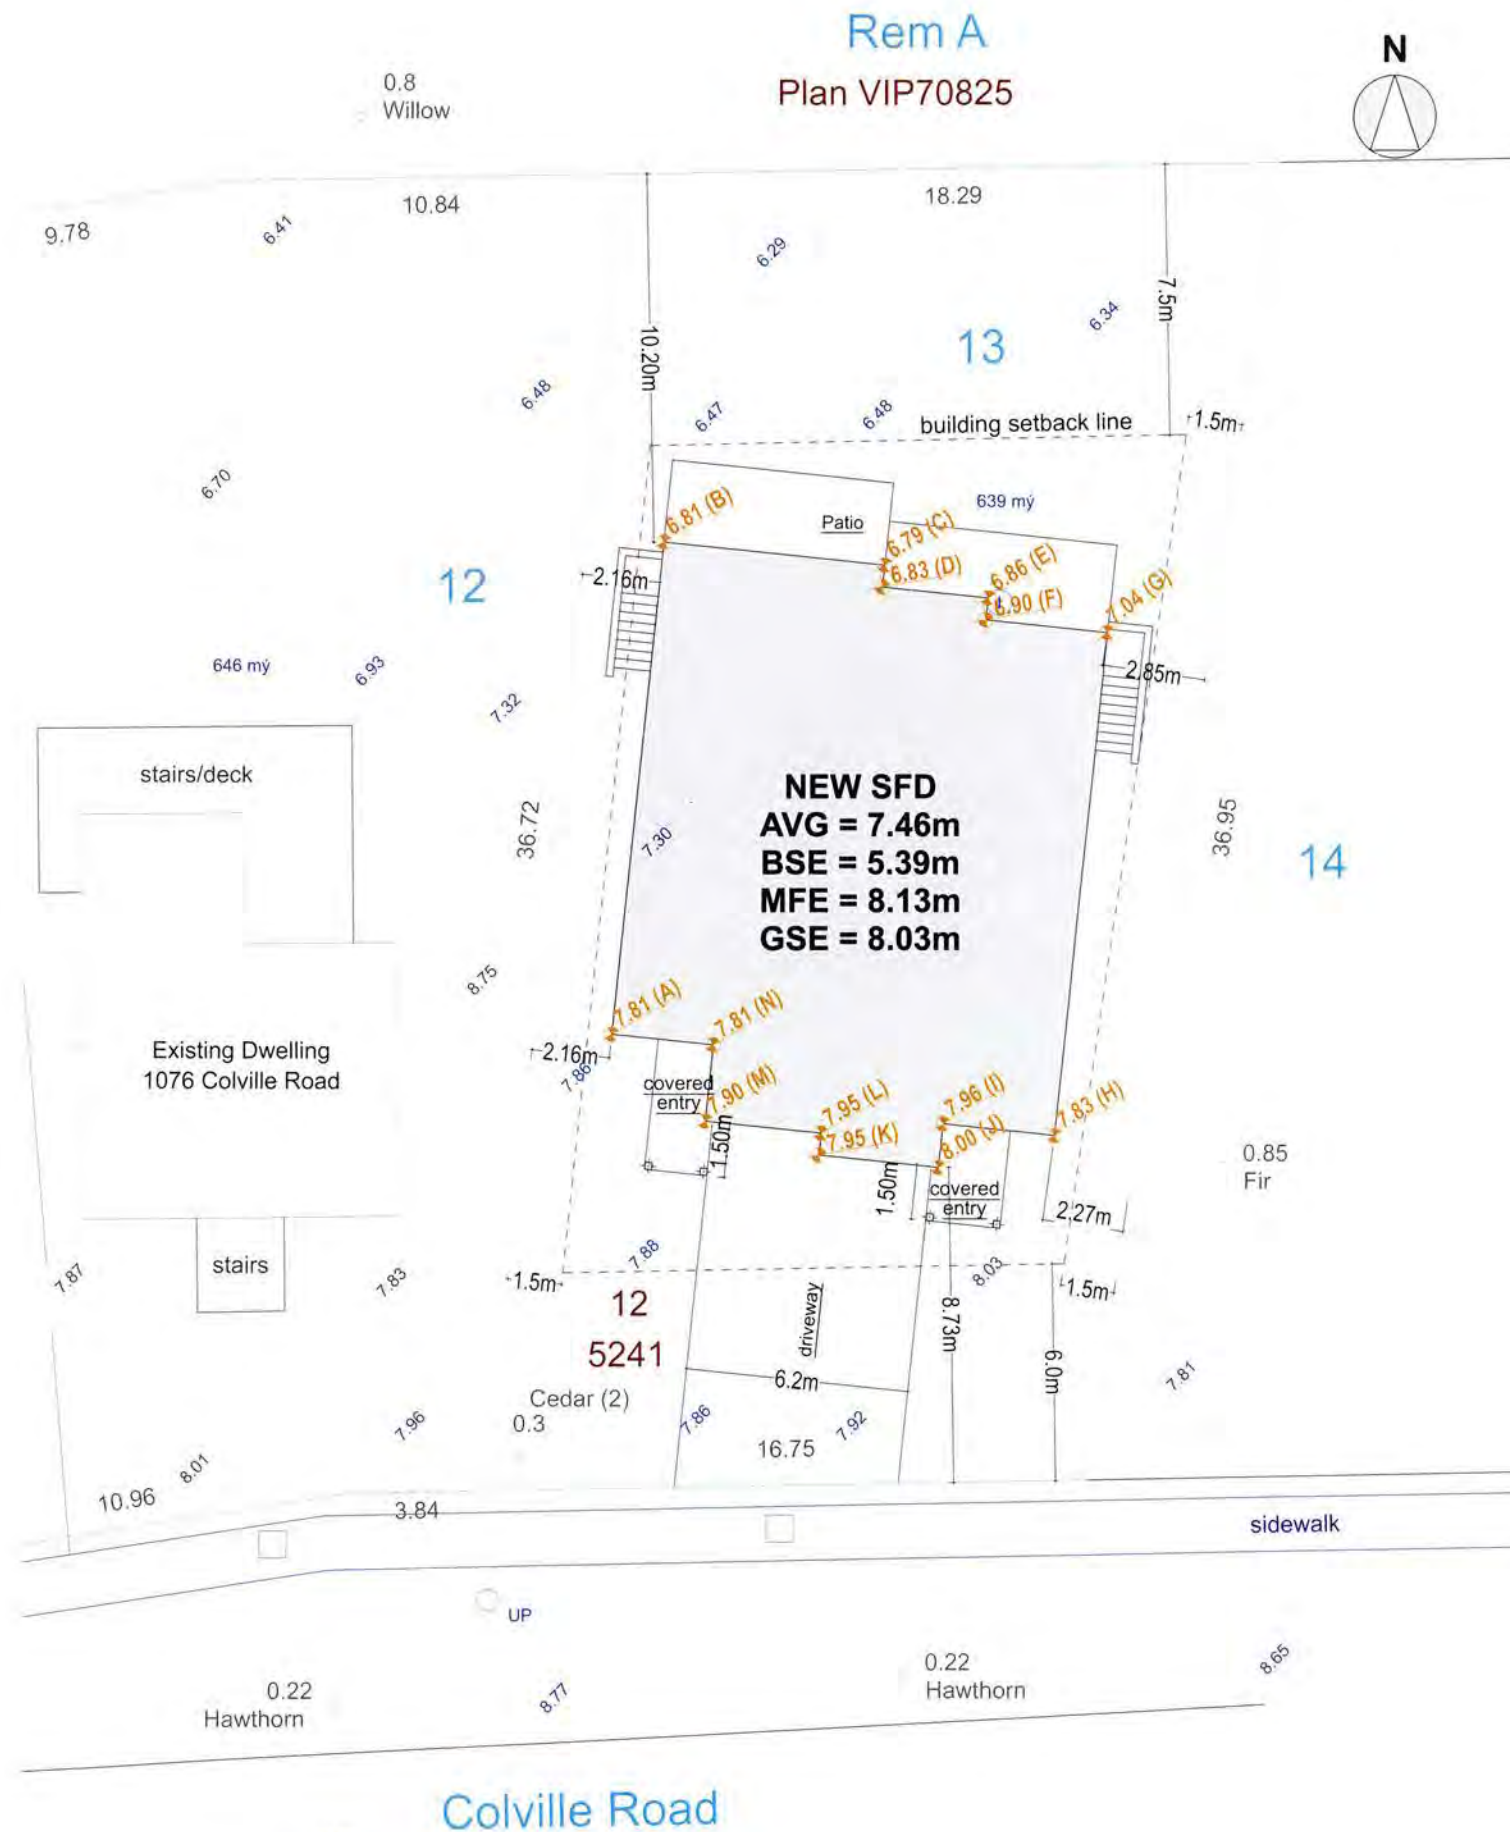 Rem A
N
0.8
Willow
Plan VIP70825
9.78
6.41
10.84
18.29
6.29
7.5m
6.34
13
10.20m
6.48
6.47
6.48
building setback line
1.5m
6.70
6.81 (B)
Patio
639 mý
6.79 (C)
6.83 (D)
6.86 (E)
6.90 (F)
7.04 (G)
12
2.16m
646 mý
6.93
7.32
2.85m
stairs/deck
NEW SFD
AVG = 7.46m
BSE = 5.39m
MFE = 8.13m
GSE = 8.03m
36.72
7.30
36.95
14
8.75
7.81 (A)
7.81 (N)
Existing Dwelling
1076 Colville Road
2.16m
7.86
covered
entry
7.90 (M)
1.50m
7.95 (L)
7.95 (K)
7.96 (I)
8.00 (J)
7.83 (H)
1.50m
covered
entry
2.27m
0.85
Fir
stairs
7.87
7.83
7.88
8.03
1.5m
1.5m
12
5241
driveway
8.73m
6.0m
6.2m
7.81
Cedar (2)
0.3
7.96
7.86
7.92
16.75
8.01
10.96
3.84
sidewalk
UP
0.22
Hawthorn
8.77
0.22
Hawthorn
8.65
Colville Road